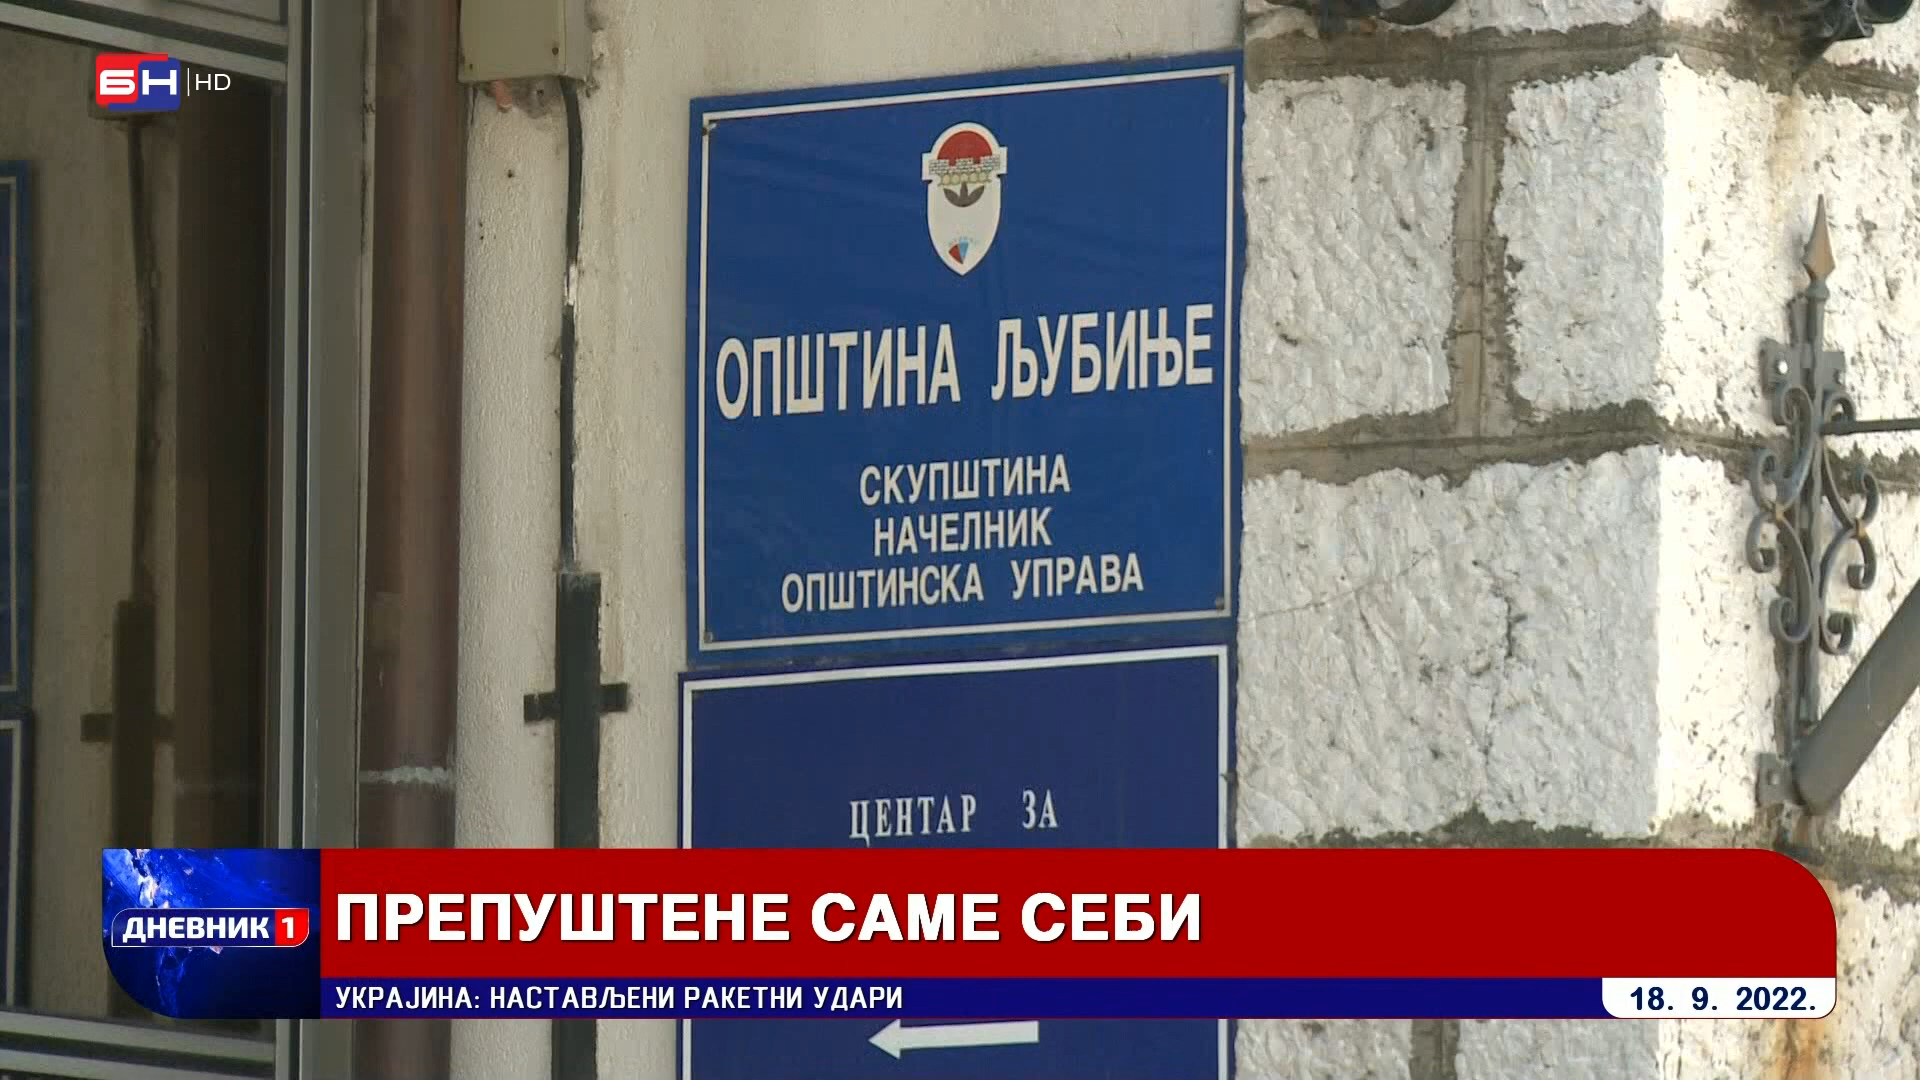 БН HD
ОПШТИНА ЉУБИЊЕ
СКУПШТИНА
НАЧЕЛНИК
ОПШТИНСКА УПРАВА
ЦЕНТАР ЗА
ДНЕВНИК 1
ПРЕПУШТЕНЕ САМЕ СЕБИ
УКРАЈИНА: НАСТАВЉЕНИ РАКЕТНИ УДАРИ
18. 9. 2022.